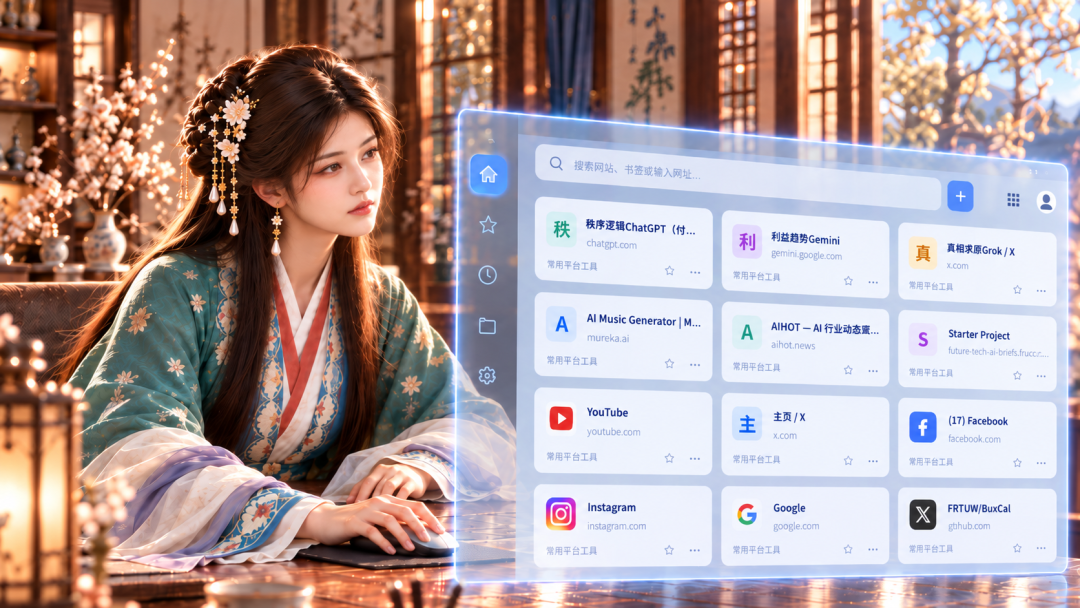 搜索网站、书签或输入网址...
+
秩
秩序逻辑ChatGPT（付...
chatgpt.com
常用平台工具
利
利益趋势Gemini
gemini.google.com
常用平台工具
真
真相求原Grok / X
x.com
常用平台工具
A
AI Music Generator | M...
mureka.ai
常用平台工具
A
AIHOT — AI 行业动态
aihot.news
常用平台工具
S
Starter Project
future-tech-ai-briefs.frucc
常用平台工具
YouTube
youtube.com
常用平台工具
主
主页 / X
x.com
常用平台工具
f
(17) Facebook
facebook.com
常用平台工具
Instagram
instagram.com
常用平台工具
G
Google
google.com
常用平台工具
X
FRTUW/BuxCal
gthhub.com
常用平台工具